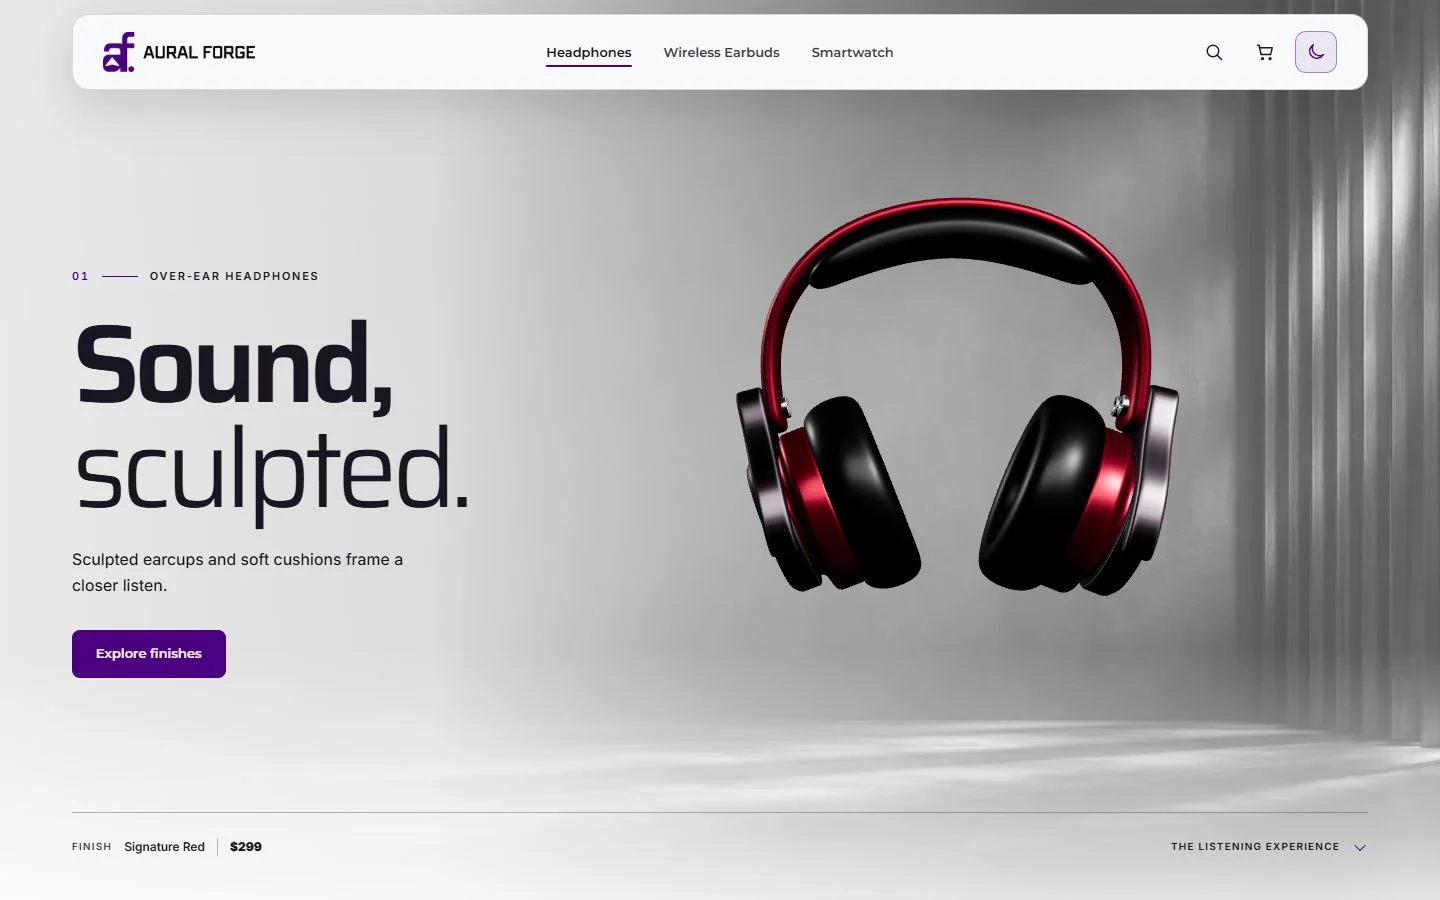 af.
AURAL FORGE
Headphones
Wireless Earbuds
Smartwatch
01
OVER-EAR HEADPHONES
Sound,
sculpted.
Sculpted earcups and soft cushions frame a
closer listen.
Explore finishes
FINISH Signature Red $299
THE LISTENING EXPERIENCE